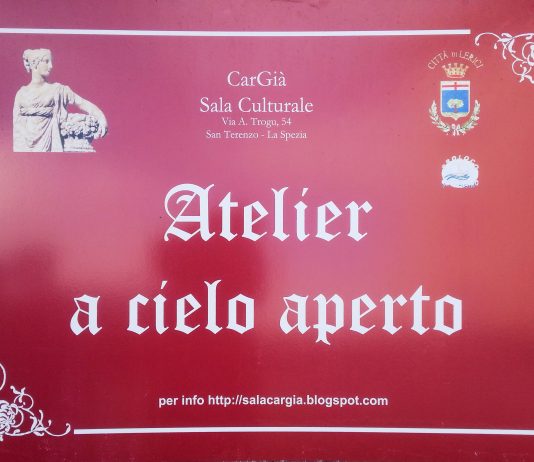 CarGià
Sala Culturale
Via A. Trogu, 54
San Terenzo - La Spezia
CITTÀ DI LERICI
Atelier
a cielo aperto
per info http://salacargia.blogspot.com